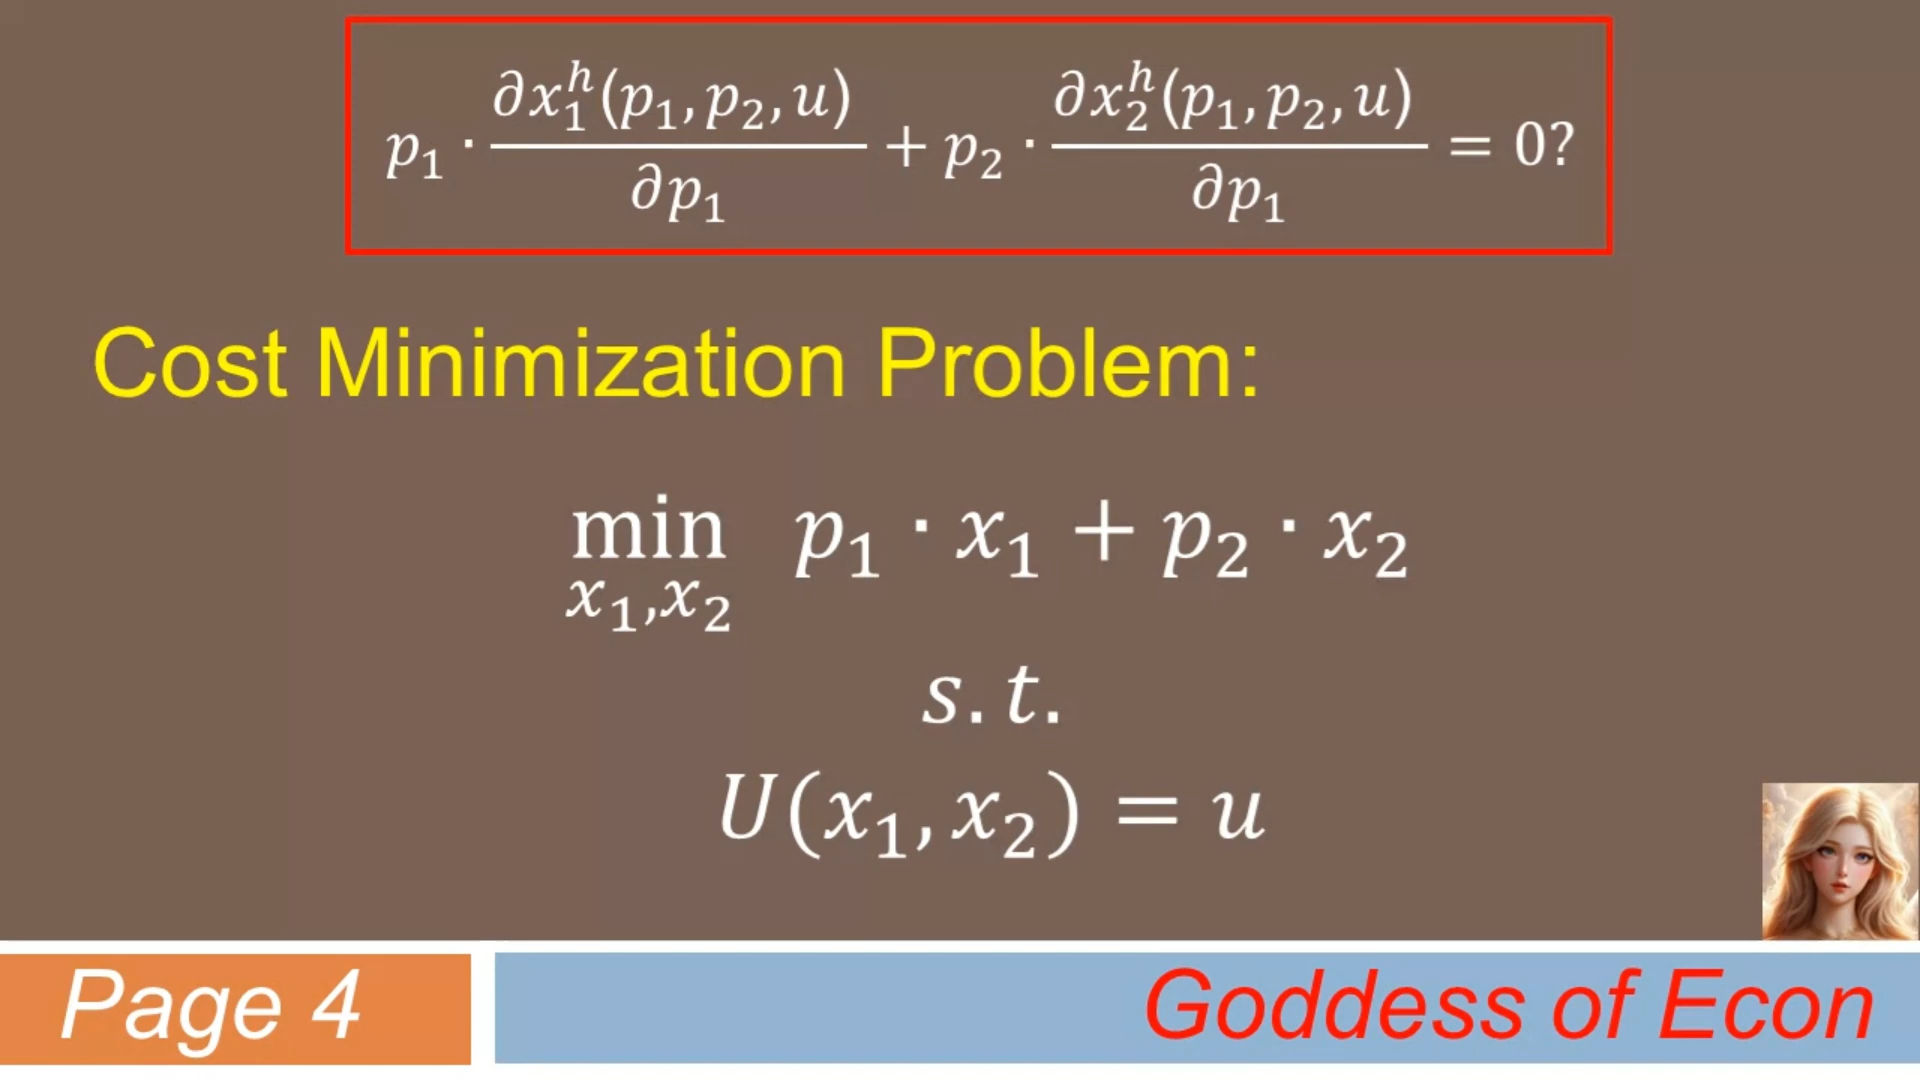 p₁ · ∂x₁ʰ(p₁, p₂, u)/∂p₁ + p₂ · ∂x₂ʰ(p₁, p₂, u)/∂p₁ = 0?
Cost Minimization Problem:
min p₁ · x₁ + p₂ · x₂
x₁,x₂
s.t.
U(x₁, x₂) = u
Page 4
Goddess of Econ